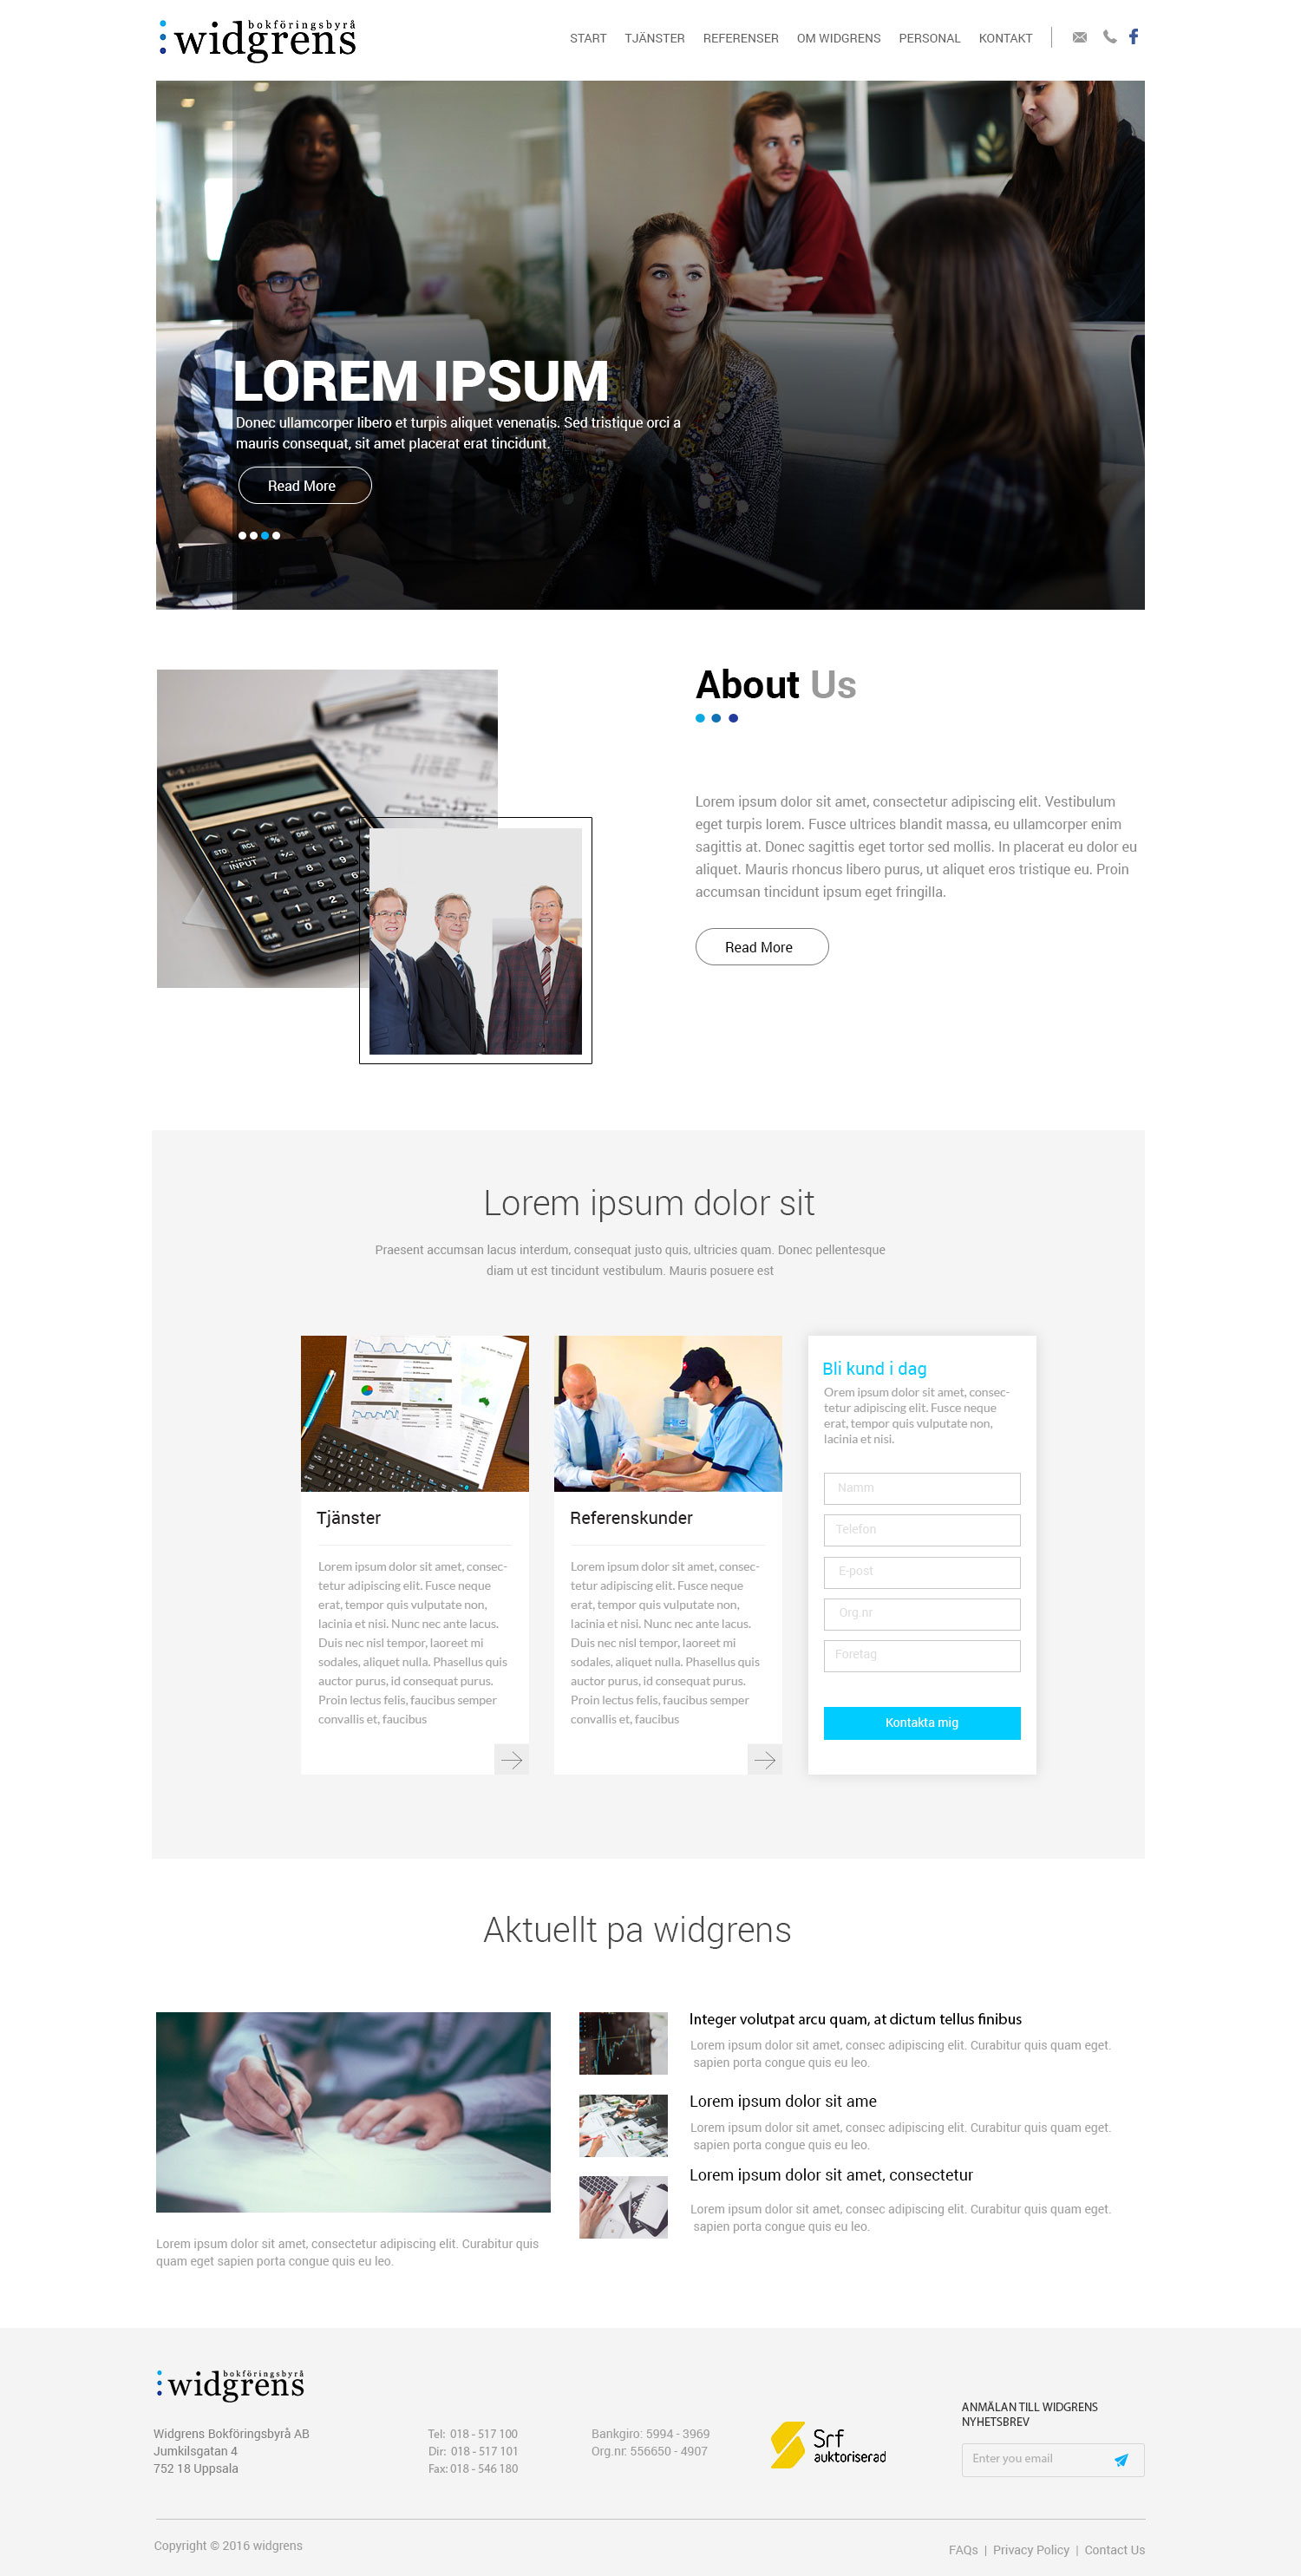 bokföringsbyrå
widgrens
START TJÄNSTER REFERENSER OM WIDGRENS PERSONAL KONTAKT
LOREM IPSUM
Donec ullamcorper libero et turpis aliquet venenatis. Sed tristique orci a
mauris consequat, sit amet placerat erat tincidunt.
Read More
About Us
Lorem ipsum dolor sit amet, consectetur adipiscing elit. Vestibulum
eget turpis lorem. Fusce ultrices blandit massa, eu ullamcorper enim
sagittis at. Donec sagittis eget tortor sed mollis. In placerat eu dolor eu
aliquet. Mauris rhoncus libero purus, ut aliquet eros tristique eu. Proin
accumsan tincidunt ipsum eget fringilla.
Read More
Lorem ipsum dolor sit
Praesent accumsan lacus interdum, consequat justo quis, ultricies quam. Donec pellentesque
diam ut est tincidunt vestibulum. Mauris posuere est
Tjänster
Lorem ipsum dolor sit amet, consec-
tetur adipiscing elit. Fusce neque
erat, tempor quis vulputate non,
lacinia et nisi. Nunc nec ante lacus.
Duis nec nisl tempor, laoreet mi
sodales, aliquet nulla. Phasellus quis
auctor purus, id consequat purus.
Proin lectus felis, faucibus semper
convallis et, faucibus
Referenskunder
Lorem ipsum dolor sit amet, consec-
tetur adipiscing elit. Fusce neque
erat, tempor quis vulputate non,
lacinia et nisi. Nunc nec ante lacus.
Duis nec nisl tempor, laoreet mi
sodales, aliquet nulla. Phasellus quis
auctor purus, id consequat purus.
Proin lectus felis, faucibus semper
convallis et, faucibus
Bli kund i dag
Orem ipsum dolor sit amet, consec-
tetur adipiscing elit. Fusce neque
erat, tempor quis vulputate non,
lacinia et nisi.
Namm
Telefon
E-post
Org.nr
Foretag
Kontakta mig
Aktuellt pa widgrens
Lorem ipsum dolor sit amet, consectetur adipiscing elit. Curabitur quis
quam eget sapien porta congue quis eu leo.
Integer volutpat arcu quam, at dictum tellus finibus
Lorem ipsum dolor sit amet, consec adipiscing elit. Curabitur quis quam eget.
sapien porta congue quis eu leo.
Lorem ipsum dolor sit ame
Lorem ipsum dolor sit amet, consec adipiscing elit. Curabitur quis quam eget.
sapien porta congue quis eu leo.
Lorem ipsum dolor sit amet, consectetur
Lorem ipsum dolor sit amet, consec adipiscing elit. Curabitur quis quam eget.
sapien porta congue quis eu leo.
bokföringsbyrå
widgrens
Widgrens Bokföringsbyrå AB
Jumkilsgatan 4
752 18 Uppsala
Tel: 018 - 517 100
Dir: 018 - 517 101
Fax: 018 - 546 180
Bankgiro: 5994 - 3969
Org.nr: 556650 - 4907
Srf
auktoriserad
ANMÄLAN TILL WIDGRENS
NYHETSBREV
Enter you email
Copyright © 2016 widgrens
FAQs | Privacy Policy | Contact Us